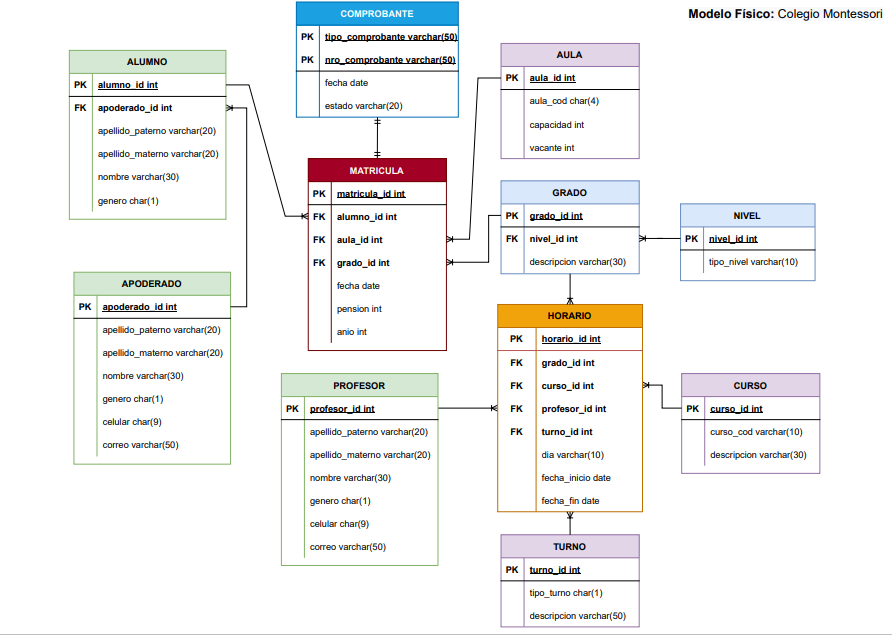 Modelo Físico: Colegio Montessori
COMPROBANTE
PK tipo_comprobante varchar(50)
PK nro_comprobante varchar(50)
fecha date
estado varchar(20)
ALUMNO
PK alumno_id int
FK apoderado_id int
apellido_paterno varchar(20)
apellido_materno varchar(20)
nombre varchar(30)
genero char(1)
AULA
PK aula_id int
aula_cod char(4)
capacidad int
vacante int
MATRICULA
PK matricula_id int
FK alumno_id int
FK aula_id int
FK grado_id int
fecha date
pension int
anio int
GRADO
PK grado_id int
FK nivel_id int
descripcion varchar(30)
NIVEL
PK nivel_id int
tipo_nivel varchar(10)
APODERADO
PK apoderado_id int
apellido_paterno varchar(20)
apellido_materno varchar(20)
nombre varchar(30)
genero char(1)
celular char(9)
correo varchar(50)
HORARIO
PK horario_id int
FK grado_id int
FK curso_id int
FK profesor_id int
FK turno_id int
dia varchar(10)
fecha_inicio date
fecha_fin date
PROFESOR
PK profesor_id int
apellido_paterno varchar(20)
apellido_materno varchar(20)
nombre varchar(30)
genero char(1)
celular char(9)
correo varchar(50)
CURSO
PK curso_id int
curso_cod varchar(10)
descripcion varchar(30)
TURNO
PK turno_id int
tipo_turno char(1)
descripcion varchar(50)